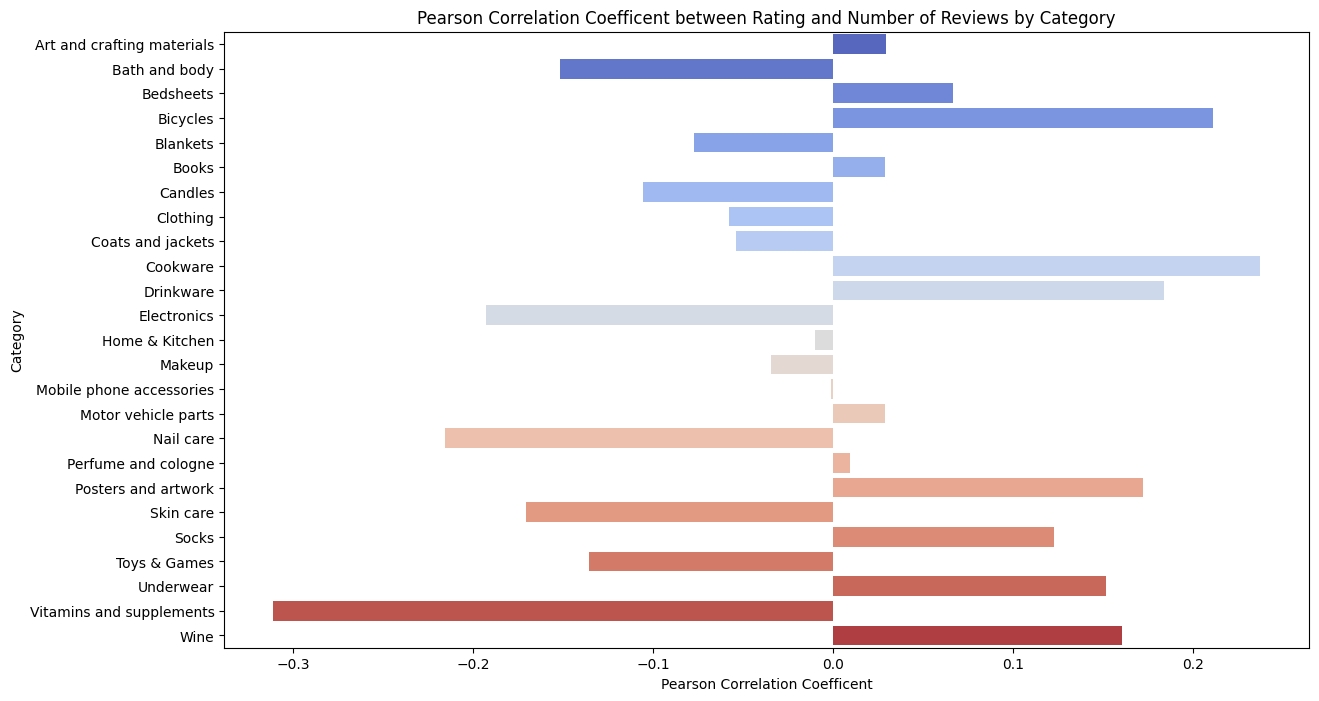 Pearson Correlation Coefficent between Rating and Number of Reviews by Category
Art and crafting materials
Bath and body
Bedsheets
Bicycles
Blankets
Books
Candles
Clothing
Coats and jackets
Cookware
Drinkware
Electronics
Home & Kitchen
Makeup
Mobile phone accessories
Motor vehicle parts
Nail care
Perfume and cologne
Posters and artwork
Skin care
Socks
Toys & Games
Underwear
Vitamins and supplements
Wine
Category
−0.3 −0.2 −0.1 0.0 0.1 0.2
Pearson Correlation Coefficent